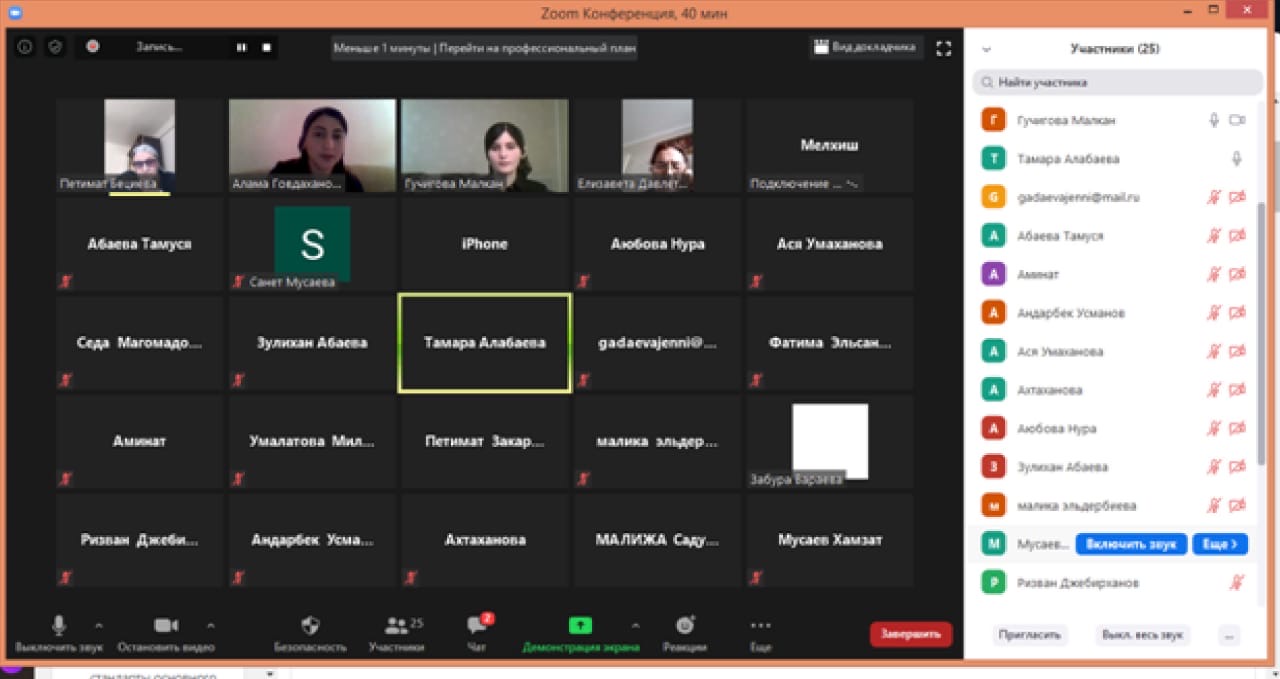 Zoom Конференция, 40 мин
Запись...
Меньше 1 минуты | Перейти на профессиональный план
Вид докладчика
Петимат Бециева
Алама Говдахано...
Гучигова Малкан
Елизавета Давлет...
Мелхиш
Подключение ...
Абаева Тамуся
S
Санет Мусаева
iPhone
Аюбова Нура
Ася Умаханова
Седа Магомадо...
Зулихан Абаева
Тамара Алабаева
gadaevajenni@...
Фатима Эльсан...
Аминат
Умалатова Мил...
Петимат Закар...
малика эльдер...
Забура Вараева
Ризван Джеби...
Андарбек Усма...
Ахтаханова
МАЛИЖА Саду...
Мусаев Хамзат
Выключить звук
Остановить видео
Безопасность
25
Участники
2
Чат
Демонстрация экрана
Реакции
Еще
Завершить
Участники (25)
Найти участника
Г Гучигова Малкан
Т Тамара Алабаева
G gadaevajenni@mail.ru
А Абаева Тамуся
А Аминат
А Андарбек Усманов
А Ася Умаханова
А Ахтаханова
А Аюбова Нура
З Зулихан Абаева
м малика эльдербиева
М Мусаев... Включить звук Еще
Р Ризван Джебирханов
Пригласить Выкл. весь звук ...
стандарты основного